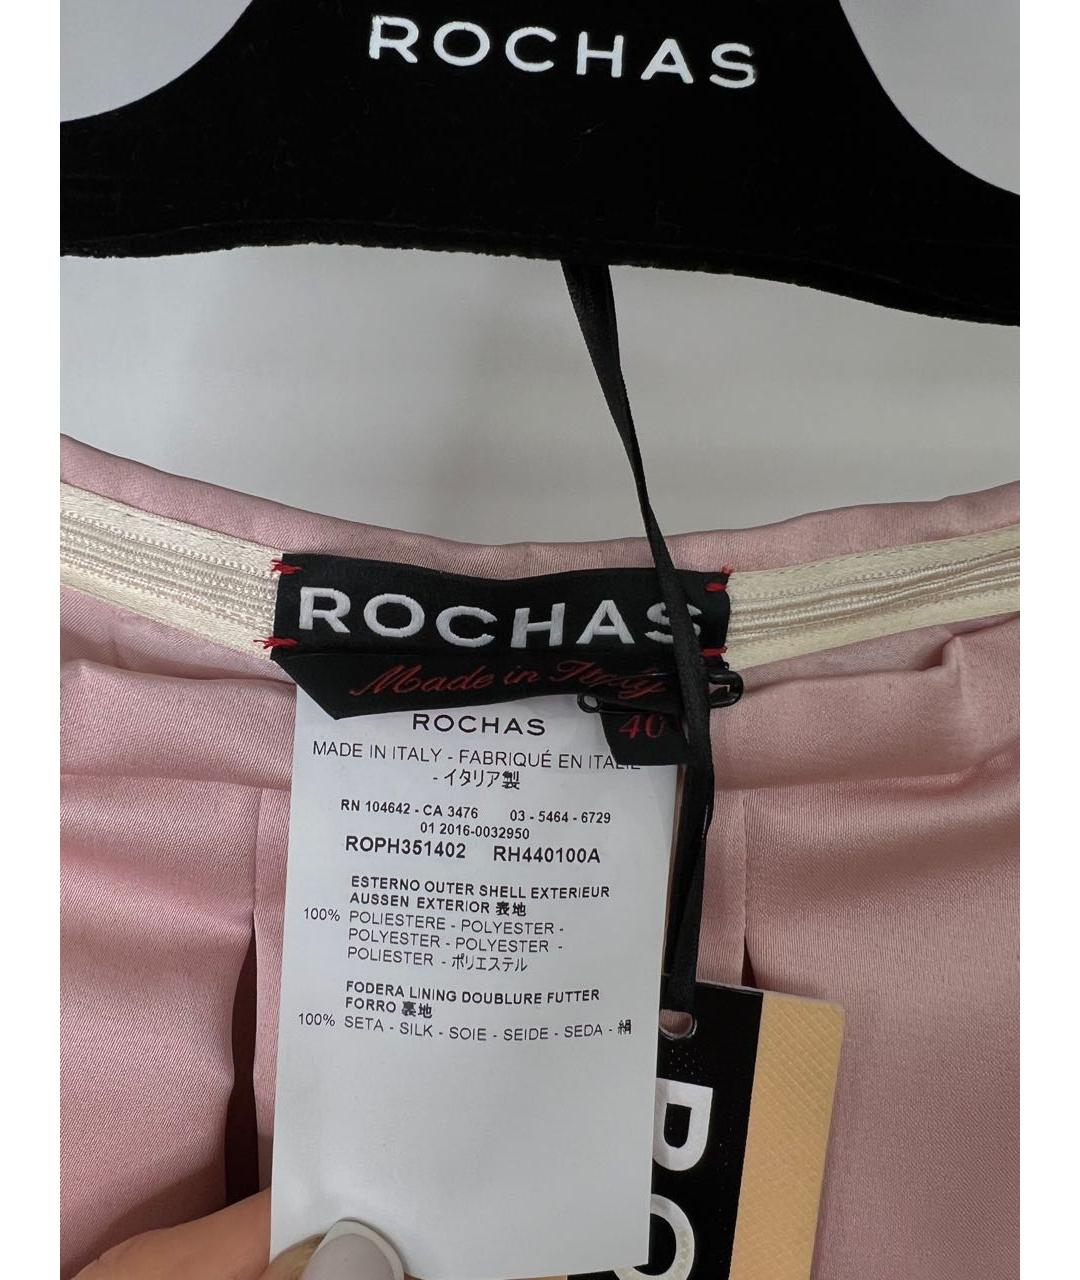 ROCHAS
ROCHAS
Made in Italy
40
ROCHAS
MADE IN ITALY - FABRIQUÉ EN ITALIE
- イタリア製
RN 104642 - CA 3476 03 - 5464 - 6729
01 2016-0032950
ROPH351402 RH440100A
ESTERNO OUTER SHELL EXTERIEUR
AUSSEN EXTERIOR 表地
100% POLIESTERE - POLYESTER -
POLYESTER - POLYESTER -
POLIESTER - ポリエステル
FODERA LINING DOUBLURE FUTTER
FORRO 裏地
100% SETA - SILK - SOIE - SEIDE - SEDA - 絹